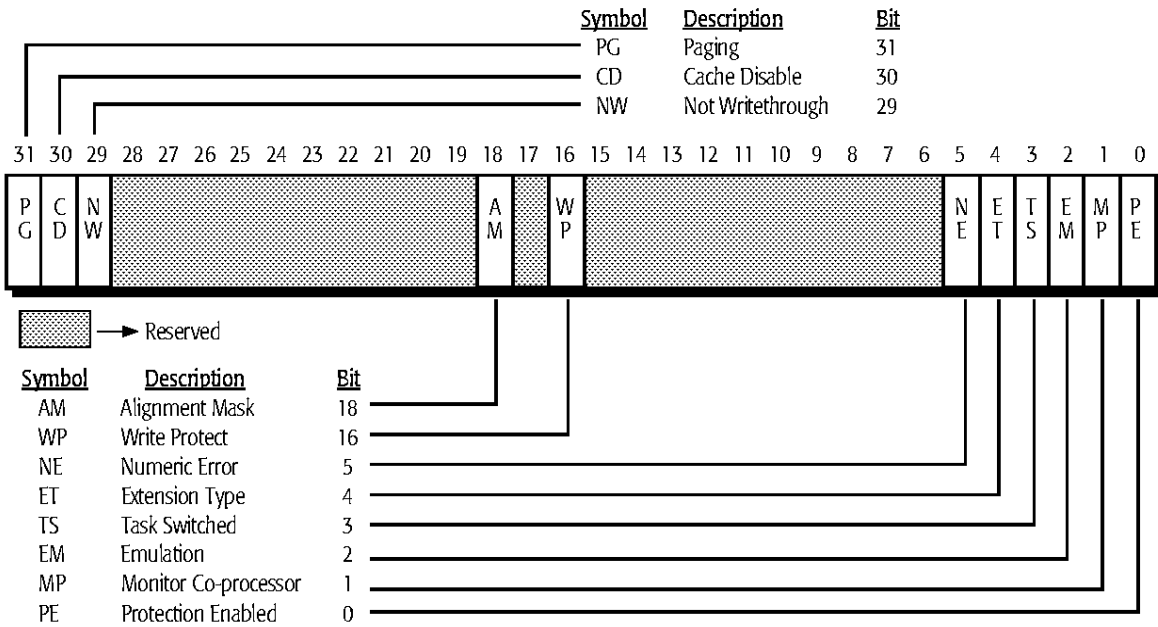 Symbol Description Bit
PG Paging 31
CD Cache Disable 30
NW Not Writethrough 29
31 30 29 28 27 26 25 24 23 22 21 20 19 18 17 16 15 14 13 12 11 10 9 8 7 6 5 4 3 2 1 0
P C N A W N E T E M P
G D W M P E T S M P E
Reserved
Symbol Description Bit
AM Alignment Mask 18
WP Write Protect 16
NE Numeric Error 5
ET Extension Type 4
TS Task Switched 3
EM Emulation 2
MP Monitor Co-processor 1
PE Protection Enabled 0